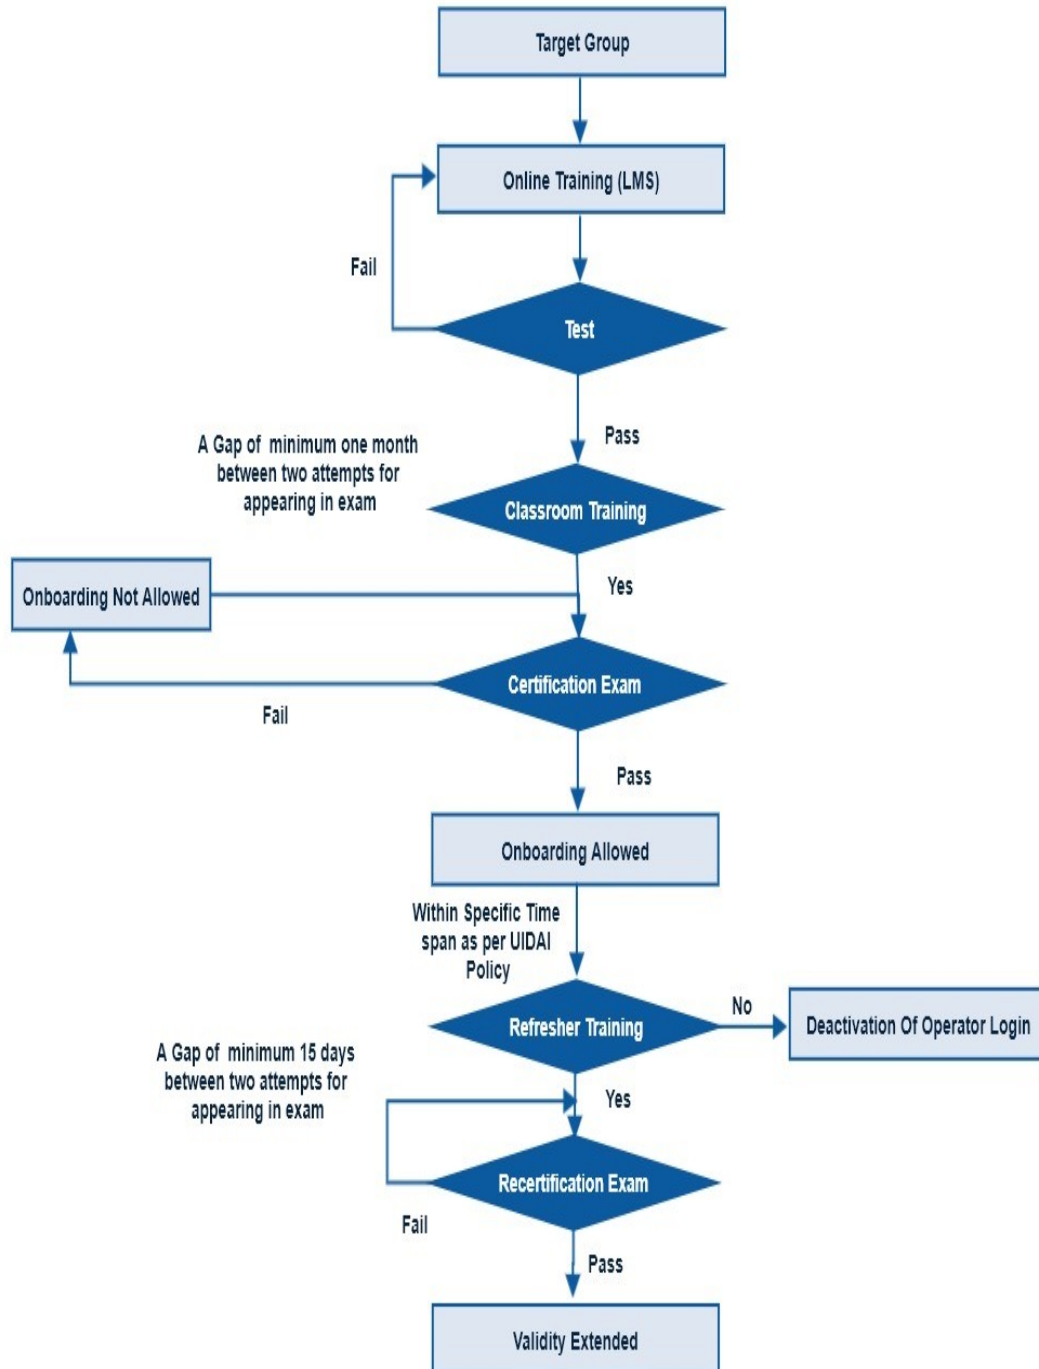 Target Group
Online Training (LMS)
Fail
Test
Pass
A Gap of minimum one month
between two attempts for
appearing in exam
Classroom Training
Yes
Onboarding Not Allowed
Certification Exam
Fail
Pass
Onboarding Allowed
Within Specific Time
span as per UIDAI
Policy
No
Refresher Training
Deactivation Of Operator Login
A Gap of minimum 15 days
between two attempts for
appearing in exam
Yes
Recertification Exam
Fail
Pass
Validity Extended